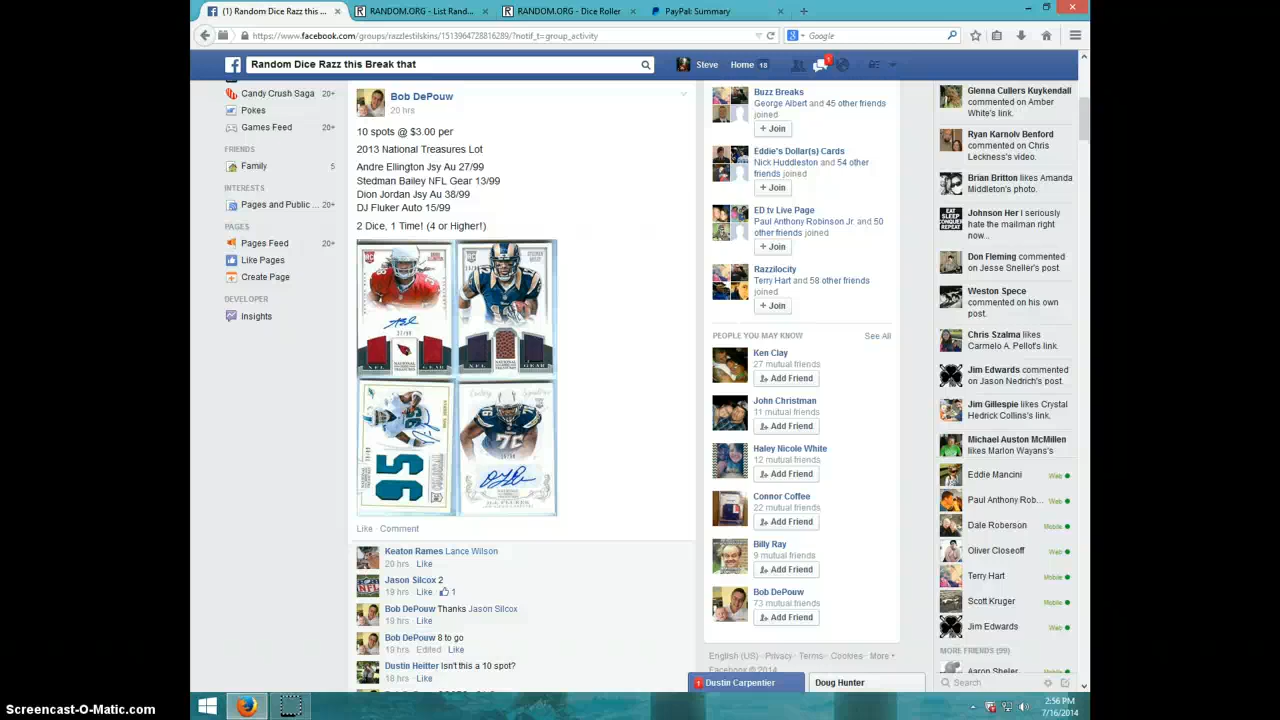 (1) Random Dice Razz this ...
RANDOM.ORG - List Rand...
RANDOM.ORG - Dice Roller
PayPal: Summary
https://www.facebook.com/groups/razzlestilskins/1513964728816289/?notif_t=group_activity
Google
Random Dice Razz this Break that
Steve
Home 18
1
Candy Crush Saga 20+
Pokes
Games Feed 20+
FRIENDS
Family 5
INTERESTS
Pages and Public ... 20+
PAGES
Pages Feed 20+
Like Pages
Create Page
DEVELOPER
Insights
Bob DePouw
20 hrs
10 spots @ $3.00 per
2013 National Treasures Lot
Andre Ellington Jsy Au 27/99
Stedman Bailey NFL Gear 13/99
Dion Jordan Jsy Au 38/99
DJ Fluker Auto 15/99
2 Dice, 1 Time! (4 or Higher!)
95
76
Like · Comment
Keaton Rames Lance Wilson
20 hrs Like
Jason Silcox 2
19 hrs Like 1
Bob DePouw Thanks Jason Silcox
19 hrs · Like
Bob DePouw 8 to go
19 hrs · Edited · Like
Dustin Heitter Isn't this a 10 spot?
18 hrs · Like
Buzz Breaks
George Albert and 45 other friends
joined
+ Join
Eddie's Dollar(s) Cards
Nick Huddleston and 54 other
friends joined
+ Join
ED tv Live Page
Paul Anthony Robinson Jr. and 50
other friends joined
+ Join
Razzilocity
Terry Hart and 58 other friends
joined
+ Join
PEOPLE YOU MAY KNOW See All
Ken Clay
27 mutual friends
Add Friend
John Christman
11 mutual friends
Add Friend
Haley Nicole White
12 mutual friends
Add Friend
Connor Coffee
22 mutual friends
Add Friend
Billy Ray
9 mutual friends
Add Friend
Bob DePouw
73 mutual friends
Add Friend
English (US) · Privacy · Terms · Cookies · More
Facebook © 2014
1 Dustin Carpentier
Doug Hunter
Glenna Cullers Kuykendall
commented on Amber
White's link.
Ryan Karnolv Benford
commented on Chris
Leckness's video.
Brian Britton likes Amanda
Middleton's photo.
Johnson Her I seriously
hate the mailman right
now...
Don Fleming commented
on Jesse Sneller's post.
Weston Spece
commented on his own
post.
Chris Szalma likes
Carmelo A. Pellot's link.
Jim Edwards commented
on Jason Nedrich's post.
Jim Gillespie likes Crystal
Hedrick Collins's link.
Michael Auston McMillen
likes Marlon Wayans's
Eddie Mancini Web
Paul Anthony Rob... Web
Dale Roberson Mobile
Oliver Closeoff Web
Terry Hart Mobile
Scott Kruger Mobile
Jim Edwards Web
MORE FRIENDS (99)
Aaron Sheler
Search
2:56 PM
7/16/2014
Screencast-O-Matic.com